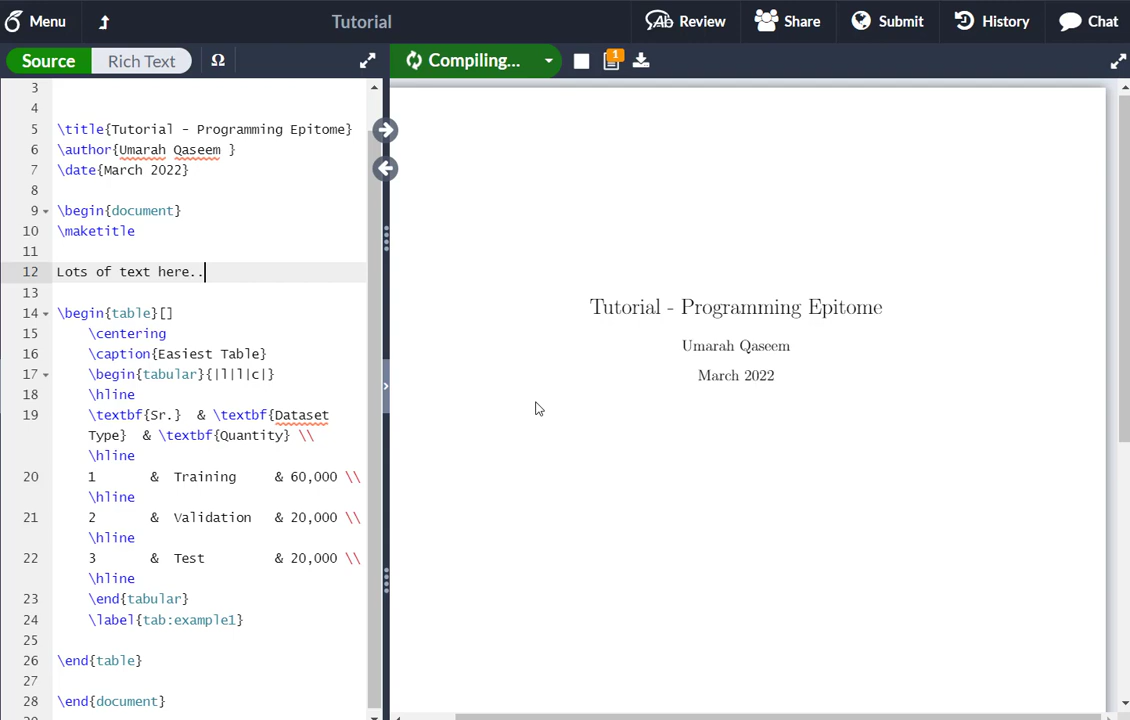 Menu
Tutorial
Review
Share
Submit
History
Chat
Source
Rich Text
Ω
Compiling...
1
3
4
5 \title{Tutorial - Programming Epitome}
6 \author{Umarah Qaseem }
7 \date{March 2022}
8
9 \begin{document}
10 \maketitle
11
12 Lots of text here..
13
14 \begin{table}[]
15 \centering
16 \caption{Easiest Table}
17 \begin{tabular}{|l|l|c|}
18 \hline
19 \textbf{Sr.} & \textbf{Dataset
Type} & \textbf{Quantity} \\
\hline
20 1 & Training & 60,000 \\
\hline
21 2 & Validation & 20,000 \\
\hline
22 3 & Test & 20,000 \\
\hline
23 \end{tabular}
24 \label{tab:example1}
25
26 \end{table}
27
28 \end{document}
Tutorial - Programming Epitome
Umarah Qaseem
March 2022